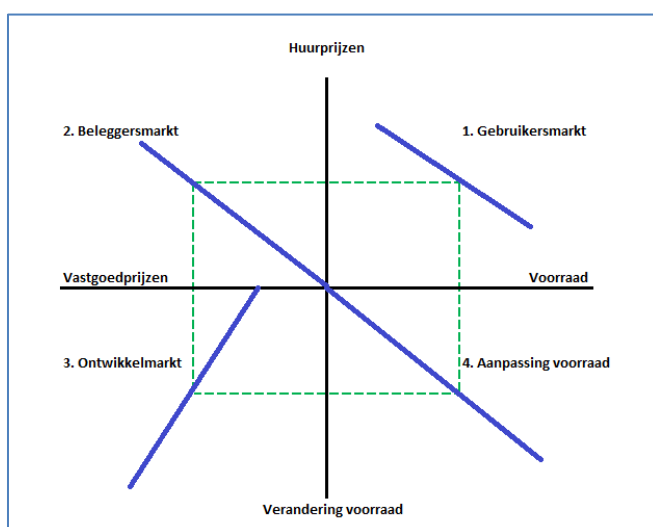 Huurprijzen
2. Beleggersmarkt
1. Gebruikersmarkt
Vastgoedprijzen
Voorraad
3. Ontwikkelmarkt
4. Aanpassing voorraad
Verandering voorraad